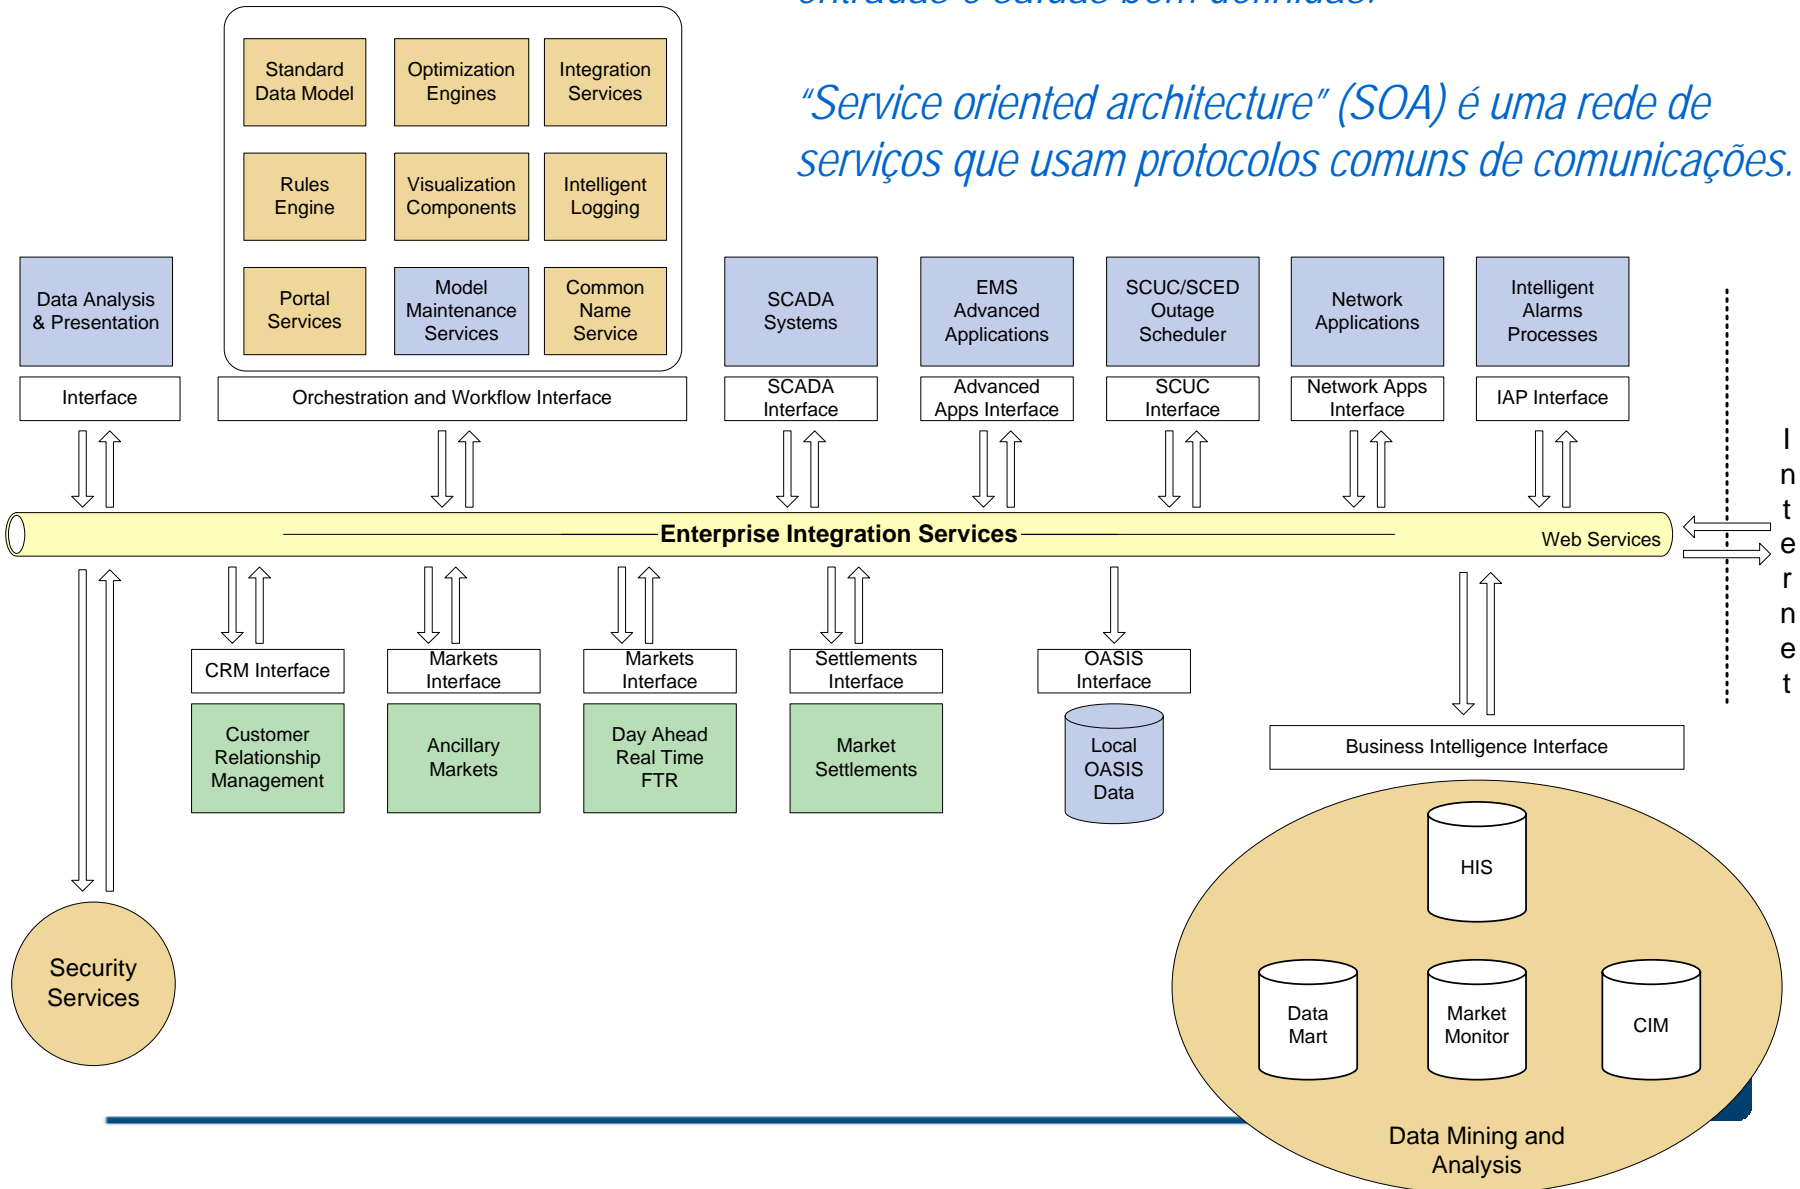 entradas e saídas bem definidas.
“Service oriented architecture” (SOA) é uma rede de
serviços que usam protocolos comuns de comunicações.
Standard
Data Model
Optimization
Engines
Integration
Services
Rules
Engine
Visualization
Components
Intelligent
Logging
Portal
Services
Model
Maintenance
Services
Common
Name
Service
Data Analysis
& Presentation
SCADA
Systems
EMS
Advanced
Applications
SCUC/SCED
Outage
Scheduler
Network
Applications
Intelligent
Alarms
Processes
Interface
Orchestration and Workflow Interface
SCADA
Interface
Advanced
Apps Interface
SCUC
Interface
Network Apps
Interface
IAP Interface
Internet
Enterprise Integration Services
Web Services
CRM Interface
Markets
Interface
Markets
Interface
Settlements
Interface
OASIS
Interface
Customer
Relationship
Management
Ancillary
Markets
Day Ahead
Real Time
FTR
Market
Settlements
Local
OASIS
Data
Business Intelligence Interface
HIS
Security
Services
Data
Mart
Market
Monitor
CIM
Data Mining and
Analysis